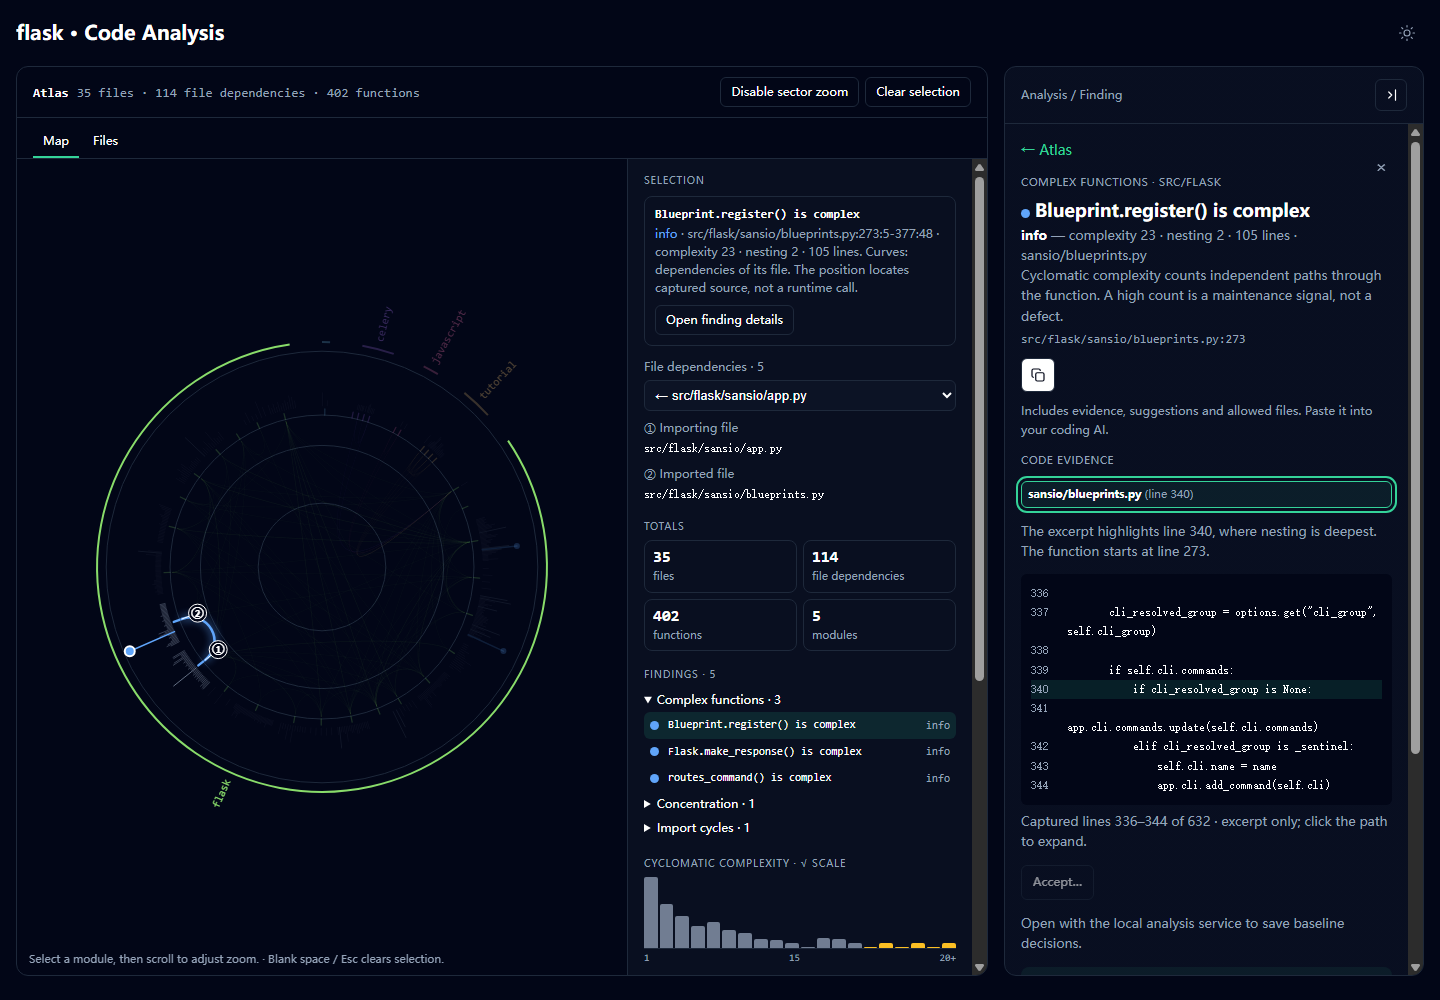 flask • Code Analysis
Atlas 35 files · 114 file dependencies · 402 functions
Disable sector zoom
Clear selection
Map
Files
celery
javascript
tutorial
②
①
flask
Select a module, then scroll to adjust zoom. · Blank space / Esc clears selection.
SELECTION
Blueprint.register() is complex
info · src/flask/sansio/blueprints.py:273:5-377:48 ·
complexity 23 · nesting 2 · 105 lines. Curves:
dependencies of its file. The position locates
captured source, not a runtime call.
Open finding details
File dependencies · 5
← src/flask/sansio/app.py
① Importing file
src/flask/sansio/app.py
② Imported file
src/flask/sansio/blueprints.py
TOTALS
35
files
114
file dependencies
402
functions
5
modules
FINDINGS · 5
▼ Complex functions · 3
Blueprint.register() is complex info
Flask.make_response() is complex info
routes_command() is complex info
▶ Concentration · 1
▶ Import cycles · 1
CYCLOMATIC COMPLEXITY · √ SCALE
1 15 20+
Analysis / Finding
← Atlas
×
COMPLEX FUNCTIONS · SRC/FLASK
Blueprint.register() is complex
info — complexity 23 · nesting 2 · 105 lines ·
sansio/blueprints.py
Cyclomatic complexity counts independent paths through
the function. A high count is a maintenance signal, not a
defect.
src/flask/sansio/blueprints.py:273
Includes evidence, suggestions and allowed files. Paste it into
your coding AI.
CODE EVIDENCE
sansio/blueprints.py (line 340)
The excerpt highlights line 340, where nesting is deepest.
The function starts at line 273.
336
337 cli_resolved_group = options.get("cli_group",
self.cli_group)
338
339 if self.cli.commands:
340 if cli_resolved_group is None:
341
app.cli.commands.update(self.cli.commands)
342 elif cli_resolved_group is _sentinel:
343 self.cli.name = name
344 app.cli.add_command(self.cli)
Captured lines 336–344 of 632 · excerpt only; click the path
to expand.
Accept...
Open with the local analysis service to save baseline
decisions.